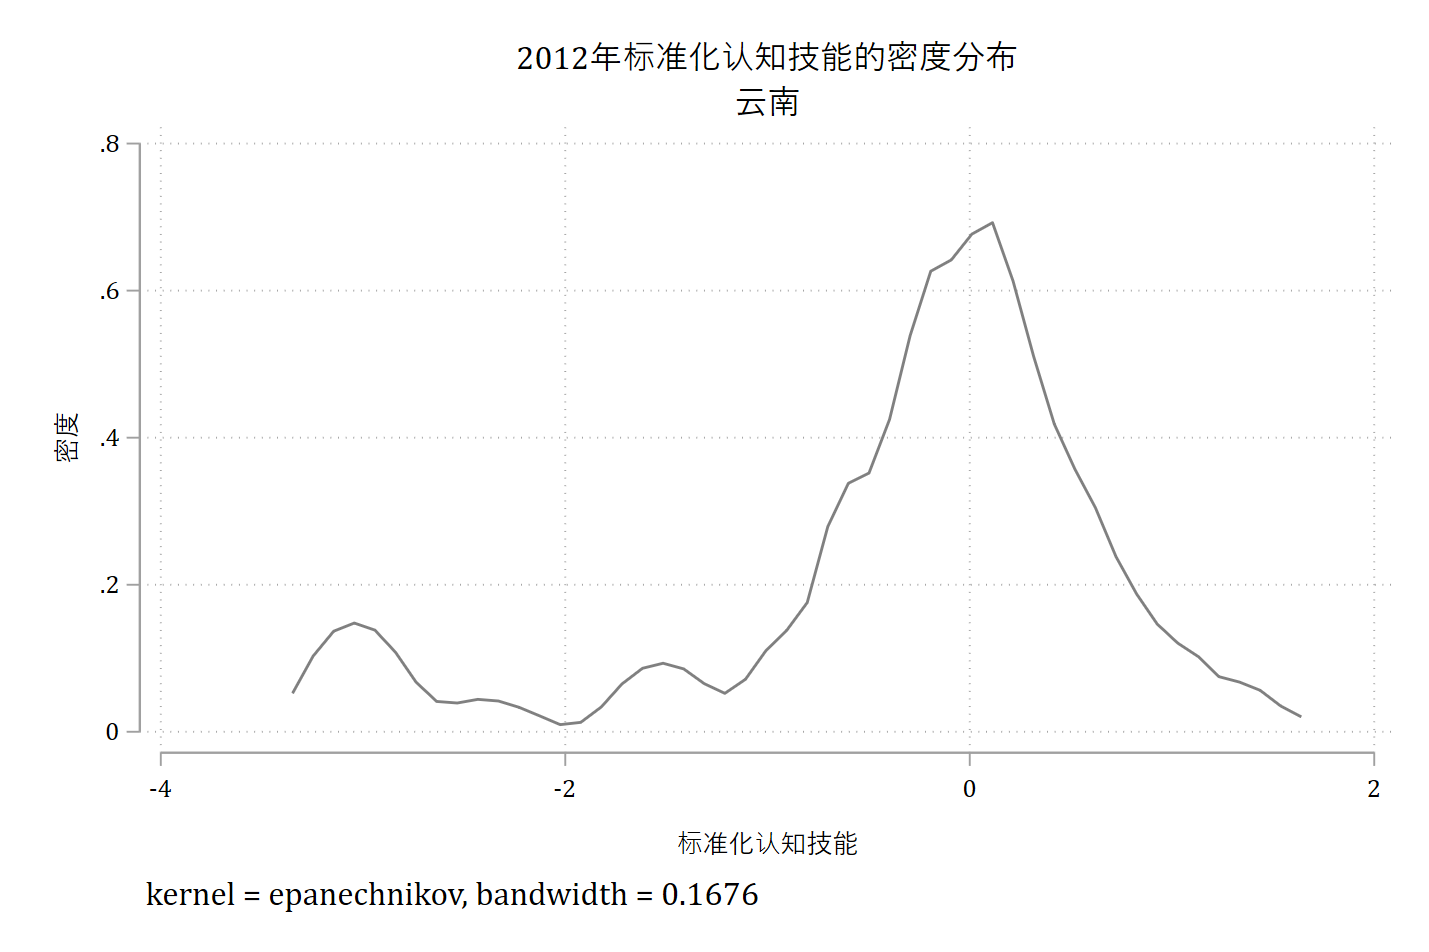 2012年标准化认知技能的密度分布
云南
.8
.6
.4
.2
0
密度
-4
-2
0
2
标准化认知技能
kernel = epanechnikov, bandwidth = 0.1676